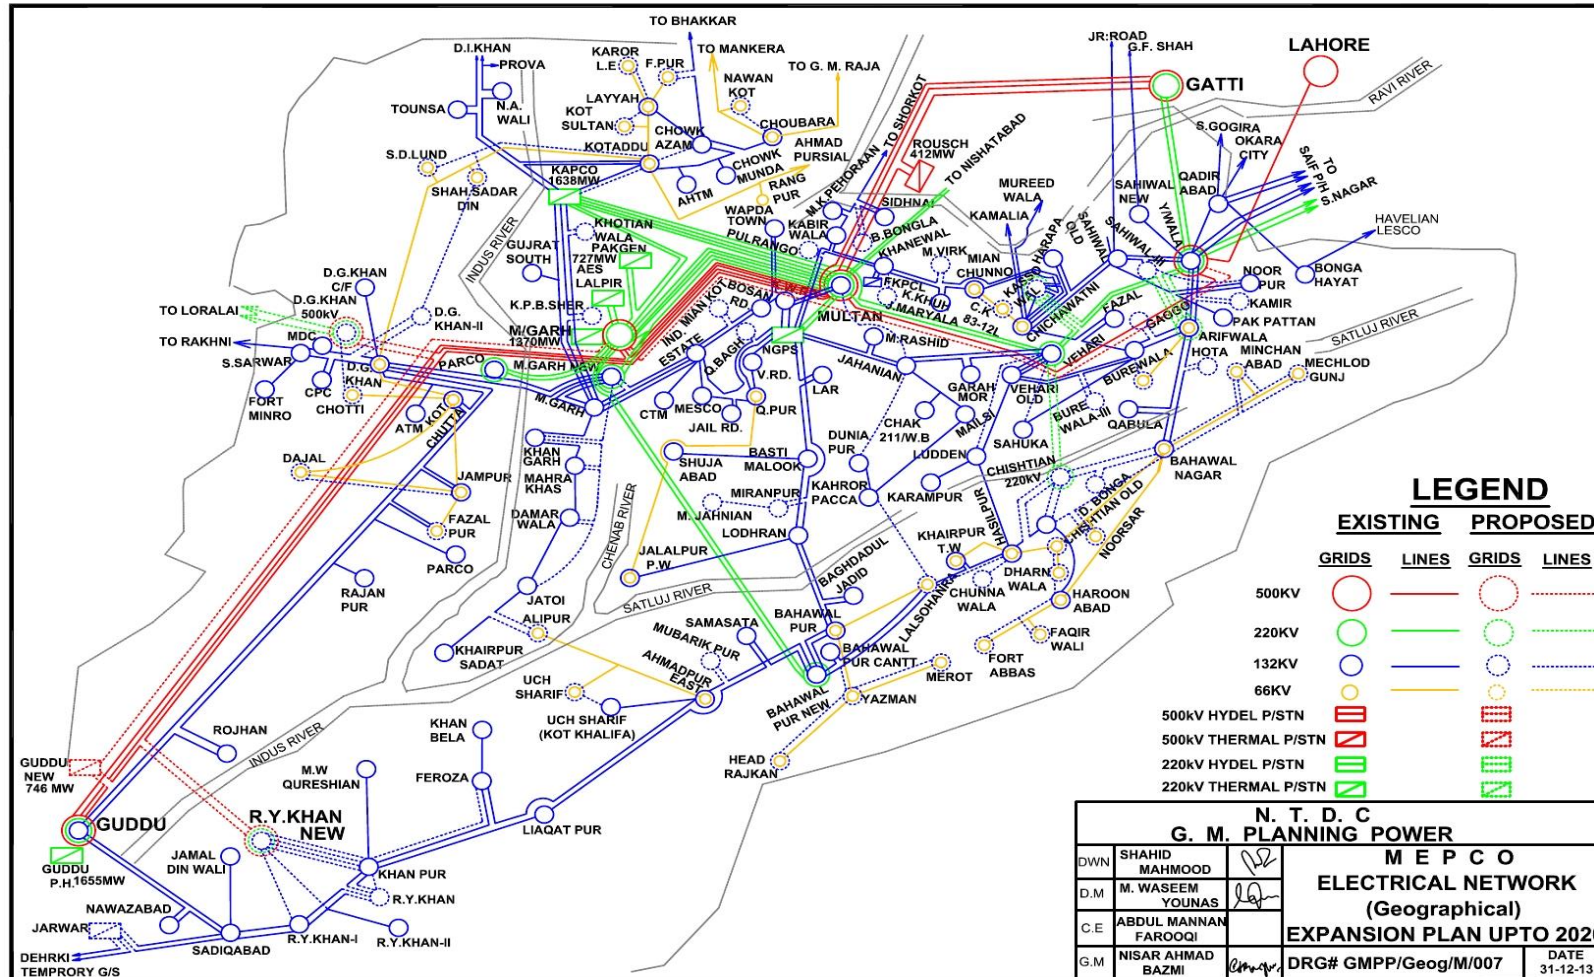 TO BHAKKAR
D.I.KHAN
PROVA
KAROR
L.E
F.PUR
TO MANKERA
NAWAN
KOT
TO G. M. RAJA
JR:ROAD
G.F. SHAH
LAHORE
GATTI
RAVI RIVER
TOUNSA
N.A.
WALI
LAYYAH
KOT
SULTAN
CHOWK
AZAM
CHOUBARA
TO SHORKOT
ROUSCH
412MW
TO NISHATABAD
S.GOGIRA
OKARA
CITY
S.D.LUND
KOTADDU
CHOWK
MUNDA
AHMAD
PURSIAL
KAPCO
1638MW
AHTM
RANG
PUR
SHAH.SADAR
DIN
WAPDA
TOWN
M.K.PEHORAAN
SIDHNAI
MUREED
WALA
KAMALIA
SAHIWAL
NEW
QADIR
ABAD
TO
SAIF P/H
S.NAGAR
HAVELIAN
LESCO
KHOTIAN
WALA
PULRANGO
KABIR
WALA
B.BONGLA
KHANEWAL
M.VIRK
MIAN
CHUNNO
KASSO
WAL
HARAPA
SAHIWAL
OLD
SAHIWAL-II
Y/WALA
GUJRAT
SOUTH
PAKGEN
727MW
AES
LALPIR
INDUS RIVER
D.G.KHAN
C/F
K.P.B.SHER
IND. MIAN KOT
BOSAN
RD.
K.W.RD
FKPCL
K.KHUH
J.MARYALA
C.K
83-12L
CHICHAWATNI
FAZAL
NOOR
PUR
BONGA
HAYAT
KAMIR
GAGGO
PAK PATTAN
TO LORALAI
D.G.KHAN
500kV
D.G.
KHAN-II
M/GARH
1370MW
MULTAN
VEHARI
ARIFWALA
SATLUJ RIVER
TO RAKHNI
MDC
S.SARWAR
PARCO
M.GARH NEW
ESTATE
Q.BAGH
NGPS
M.RASHID
JAHANIAN
BUREWALA
HOTA
MINCHAN
ABAD
MECHLOD
GUNJ
D.G.
KHAN
FORT
MINRO
CPC
CHOTTI
ATM
KOT
CHUTTA
M.GARH
CTM
MESCO
JAIL RD.
V.RD.
Q.PUR
LAR
GARAH
MOR
VEHARI
OLD
BURE
WALA-III
QABULA
CHAK
211/W.B
MAILSI
SAHUKA
DAJAL
JAMPUR
KHAN
GARH
MAHRA
KHAS
SHUJA
ABAD
BASTI
MALOOK
DUNIA
PUR
LUDDEN
CHISHTIAN
220kV
BAHAWAL
NAGAR
FAZAL
PUR
DAMAR
WALA
CHENAB RIVER
MIRANPUR
M. JAHNIAN
KAHROR
PACCA
KARAMPUR
HASILPUR
D. BONGA
CHISHTIAN OLD
NOORSAR
LODHRAN
PARCO
RAJAN
PUR
JALALPUR
P.W.
KHAIRPUR
T.W
DHARN
WALA
CHUNNA
WALA
HAROON
ABAD
JATOI
BAGHDADUL
JADID
SATLUJ RIVER
LALSOHANRA
FAQIR
WALI
FORT
ABBAS
ALIPUR
KHAIRPUR
SADAT
SAMASATA
MUBARIK PUR
BAHAWAL
PUR
BAHAWAL
PUR CANTT
MEROT
UCH
SHARIF
AHMADPUR
EAST
BAHAWAL
PUR NEW
YAZMAN
UCH SHARIF
(KOT KHALIFA)
HEAD
RAJKAN
ROJHAN
INDUS RIVER
KHAN
BELA
GUDDU
NEW
746 MW
M.W
QURESHIAN
FEROZA
GUDDU
R.Y.KHAN
NEW
LIAQAT PUR
GUDDU
P.H. 1655MW
JAMAL
DIN WALI
KHAN PUR
R.Y.KHAN
NAWAZABAD
JARWAR
SADIQABAD
R.Y.KHAN-I
R.Y.KHAN-II
DEHRKI
TEMPRORY G/S
LEGEND
EXISTING PROPOSED
GRIDS LINES GRIDS LINES
500KV
220KV
132KV
66KV
500kV HYDEL P/STN
500kV THERMAL P/STN
220kV HYDEL P/STN
220kV THERMAL P/STN
N. T. D. C
G. M. PLANNING POWER
DWN SHAHID
MAHMOOD
D.M M. WASEEM
YOUNAS
C.E ABDUL MANNAN
FAROOQI
G.M NISAR AHMAD
BAZMI
M E P C O
ELECTRICAL NETWORK
(Geographical)
EXPANSION PLAN UPTO 2020
DRG# GMPP/Geog/M/007
DATE
31-12-13